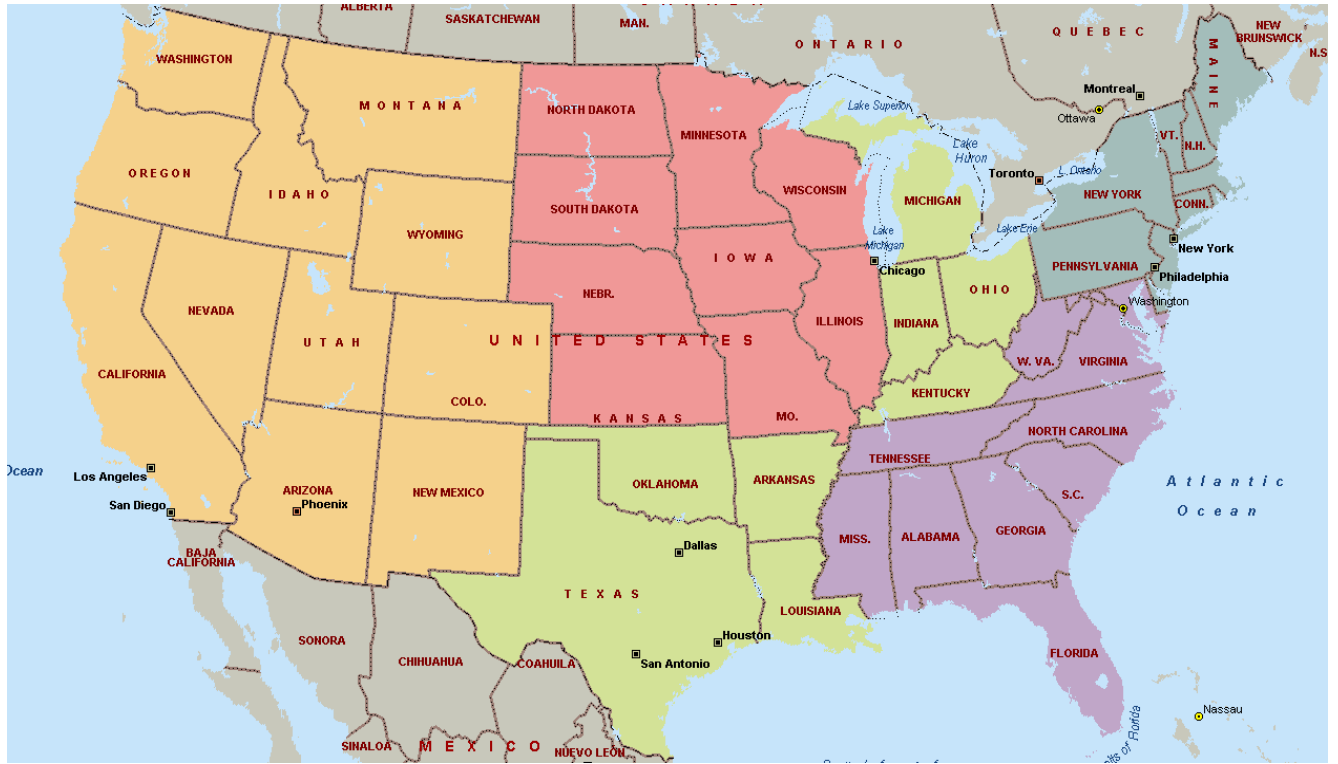 ALBERTA
SASKATCHEWAN
MAN.
ONTARIO
QUEBEC
NEW
BRUNSWICK
N.S.
WASHINGTON
MONTANA
NORTH DAKOTA
MINNESOTA
Lake Superior
Montreal
Ottawa
MAINE
VT.
N.H.
OREGON
IDAHO
WYOMING
SOUTH DAKOTA
WISCONSIN
MICHIGAN
Lake
Huron
Toronto
L. Ontario
NEW YORK
CONN.
Lake
Michigan
Lake Erie
New York
IOWA
Chicago
PENNSYLVANIA
Philadelphia
NEVADA
NEBR.
OHIO
Washington
INDIANA
ILLINOIS
UTAH
UNITED STATES
W. VA.
VIRGINIA
CALIFORNIA
COLO.
KANSAS
MO.
KENTUCKY
NORTH CAROLINA
TENNESSEE
Ocean
Los Angeles
San Diego
ARIZONA
Phoenix
NEW MEXICO
OKLAHOMA
ARKANSAS
S.C.
Atlantic
Ocean
BAJA
CALIFORNIA
Dallas
MISS.
ALABAMA
GEORGIA
TEXAS
LOUISIANA
SONORA
CHIHUAHUA
COAHUILA
Houston
San Antonio
FLORIDA
SINALOA
MEXICO
NUEVO LEON
Nassau
of Florida